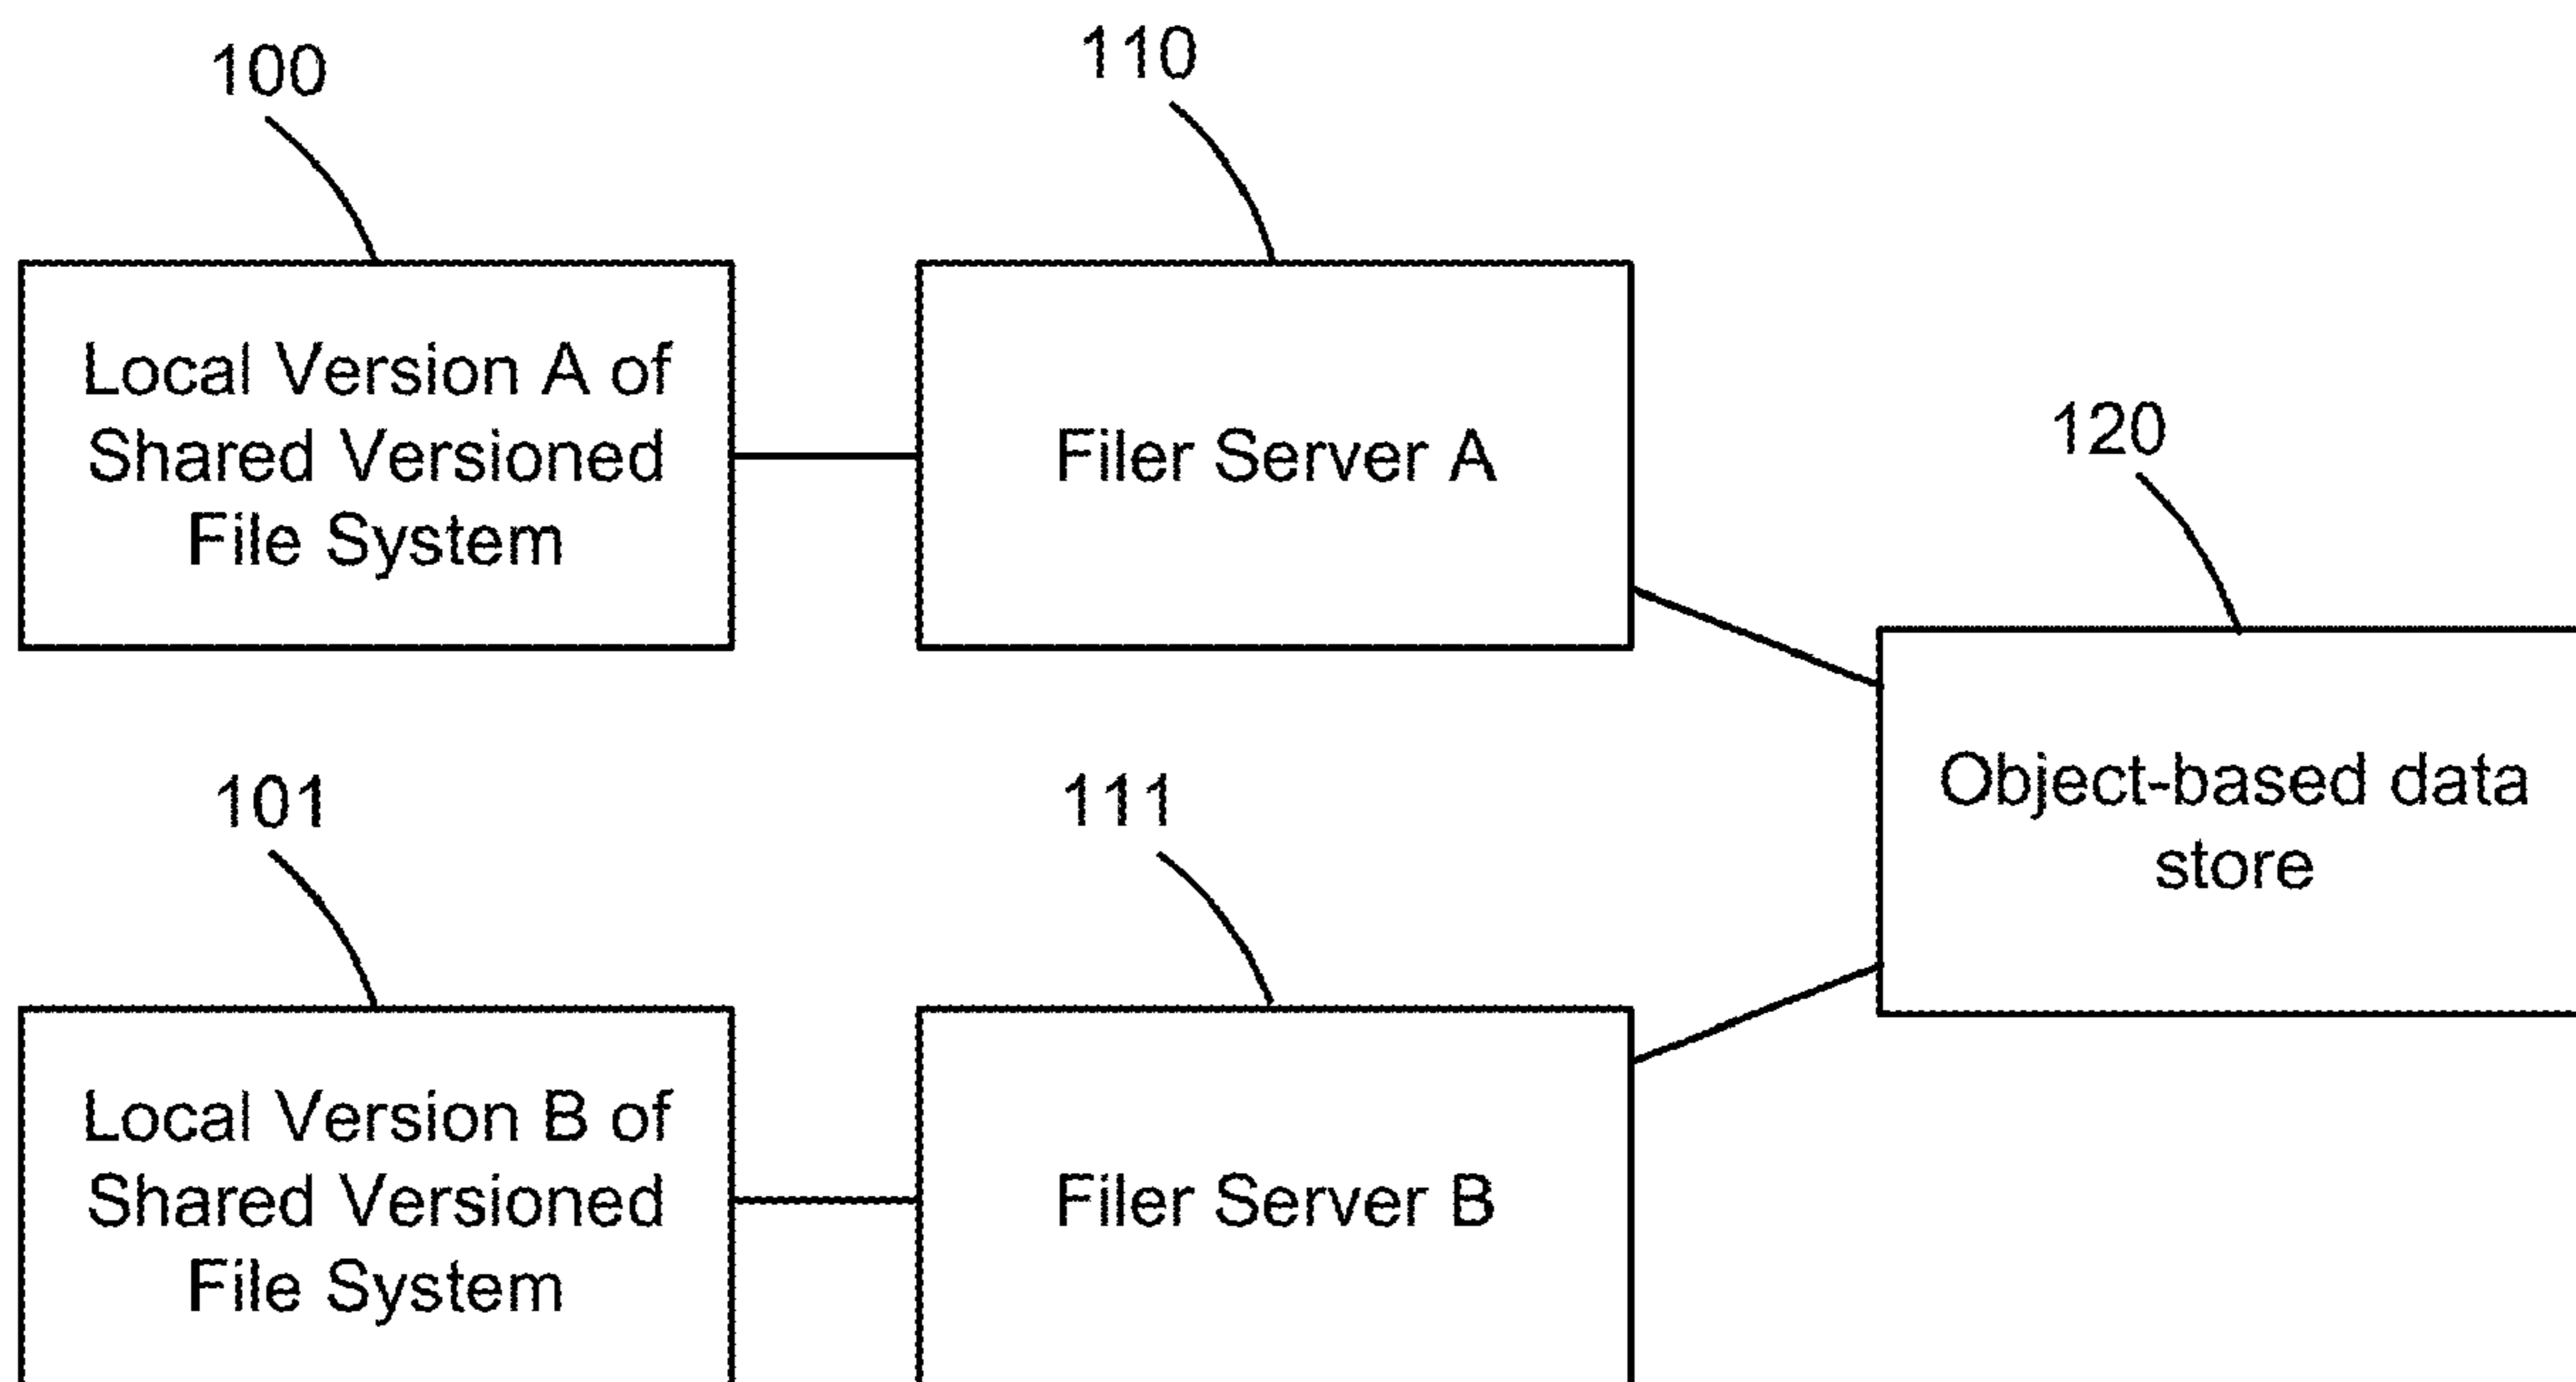 100
110
Local Version A of
Shared Versioned
File System
Filer Server A
120
Object-based data
store
101
111
Local Version B of
Shared Versioned
File System
Filer Server B